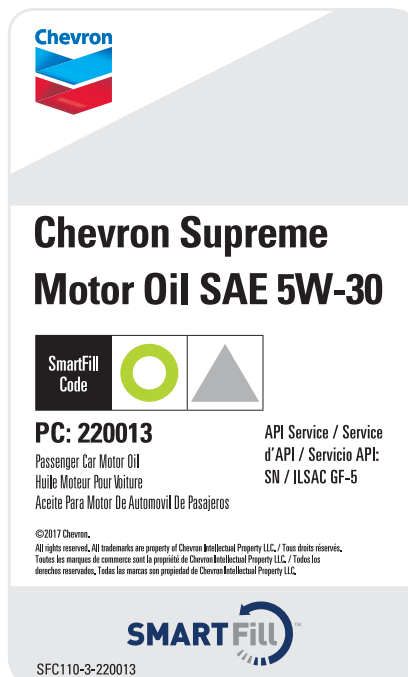 Chevron
Chevron Supreme
Motor Oil SAE 5W-30
SmartFill
Code
PC: 220013
Passenger Car Motor Oil
Huile Moteur Pour Voiture
Aceite Para Motor De Automovil De Pasajeros
API Service / Service
d'API / Servicio API:
SN / ILSAC GF-5
©2017 Chevron.
All rights reserved. All trademarks are property of Chevron Intellectual Property LLC. / Tous droits réservés.
Toutes les marques de commerce sont la propriété de Chevron Intellectual Property LLC. / Todos los
derechos reservados. Todas las marcas son propiedad de Chevron Intellectual Property LLC.
SMART Fill™
SFC110-3-220013